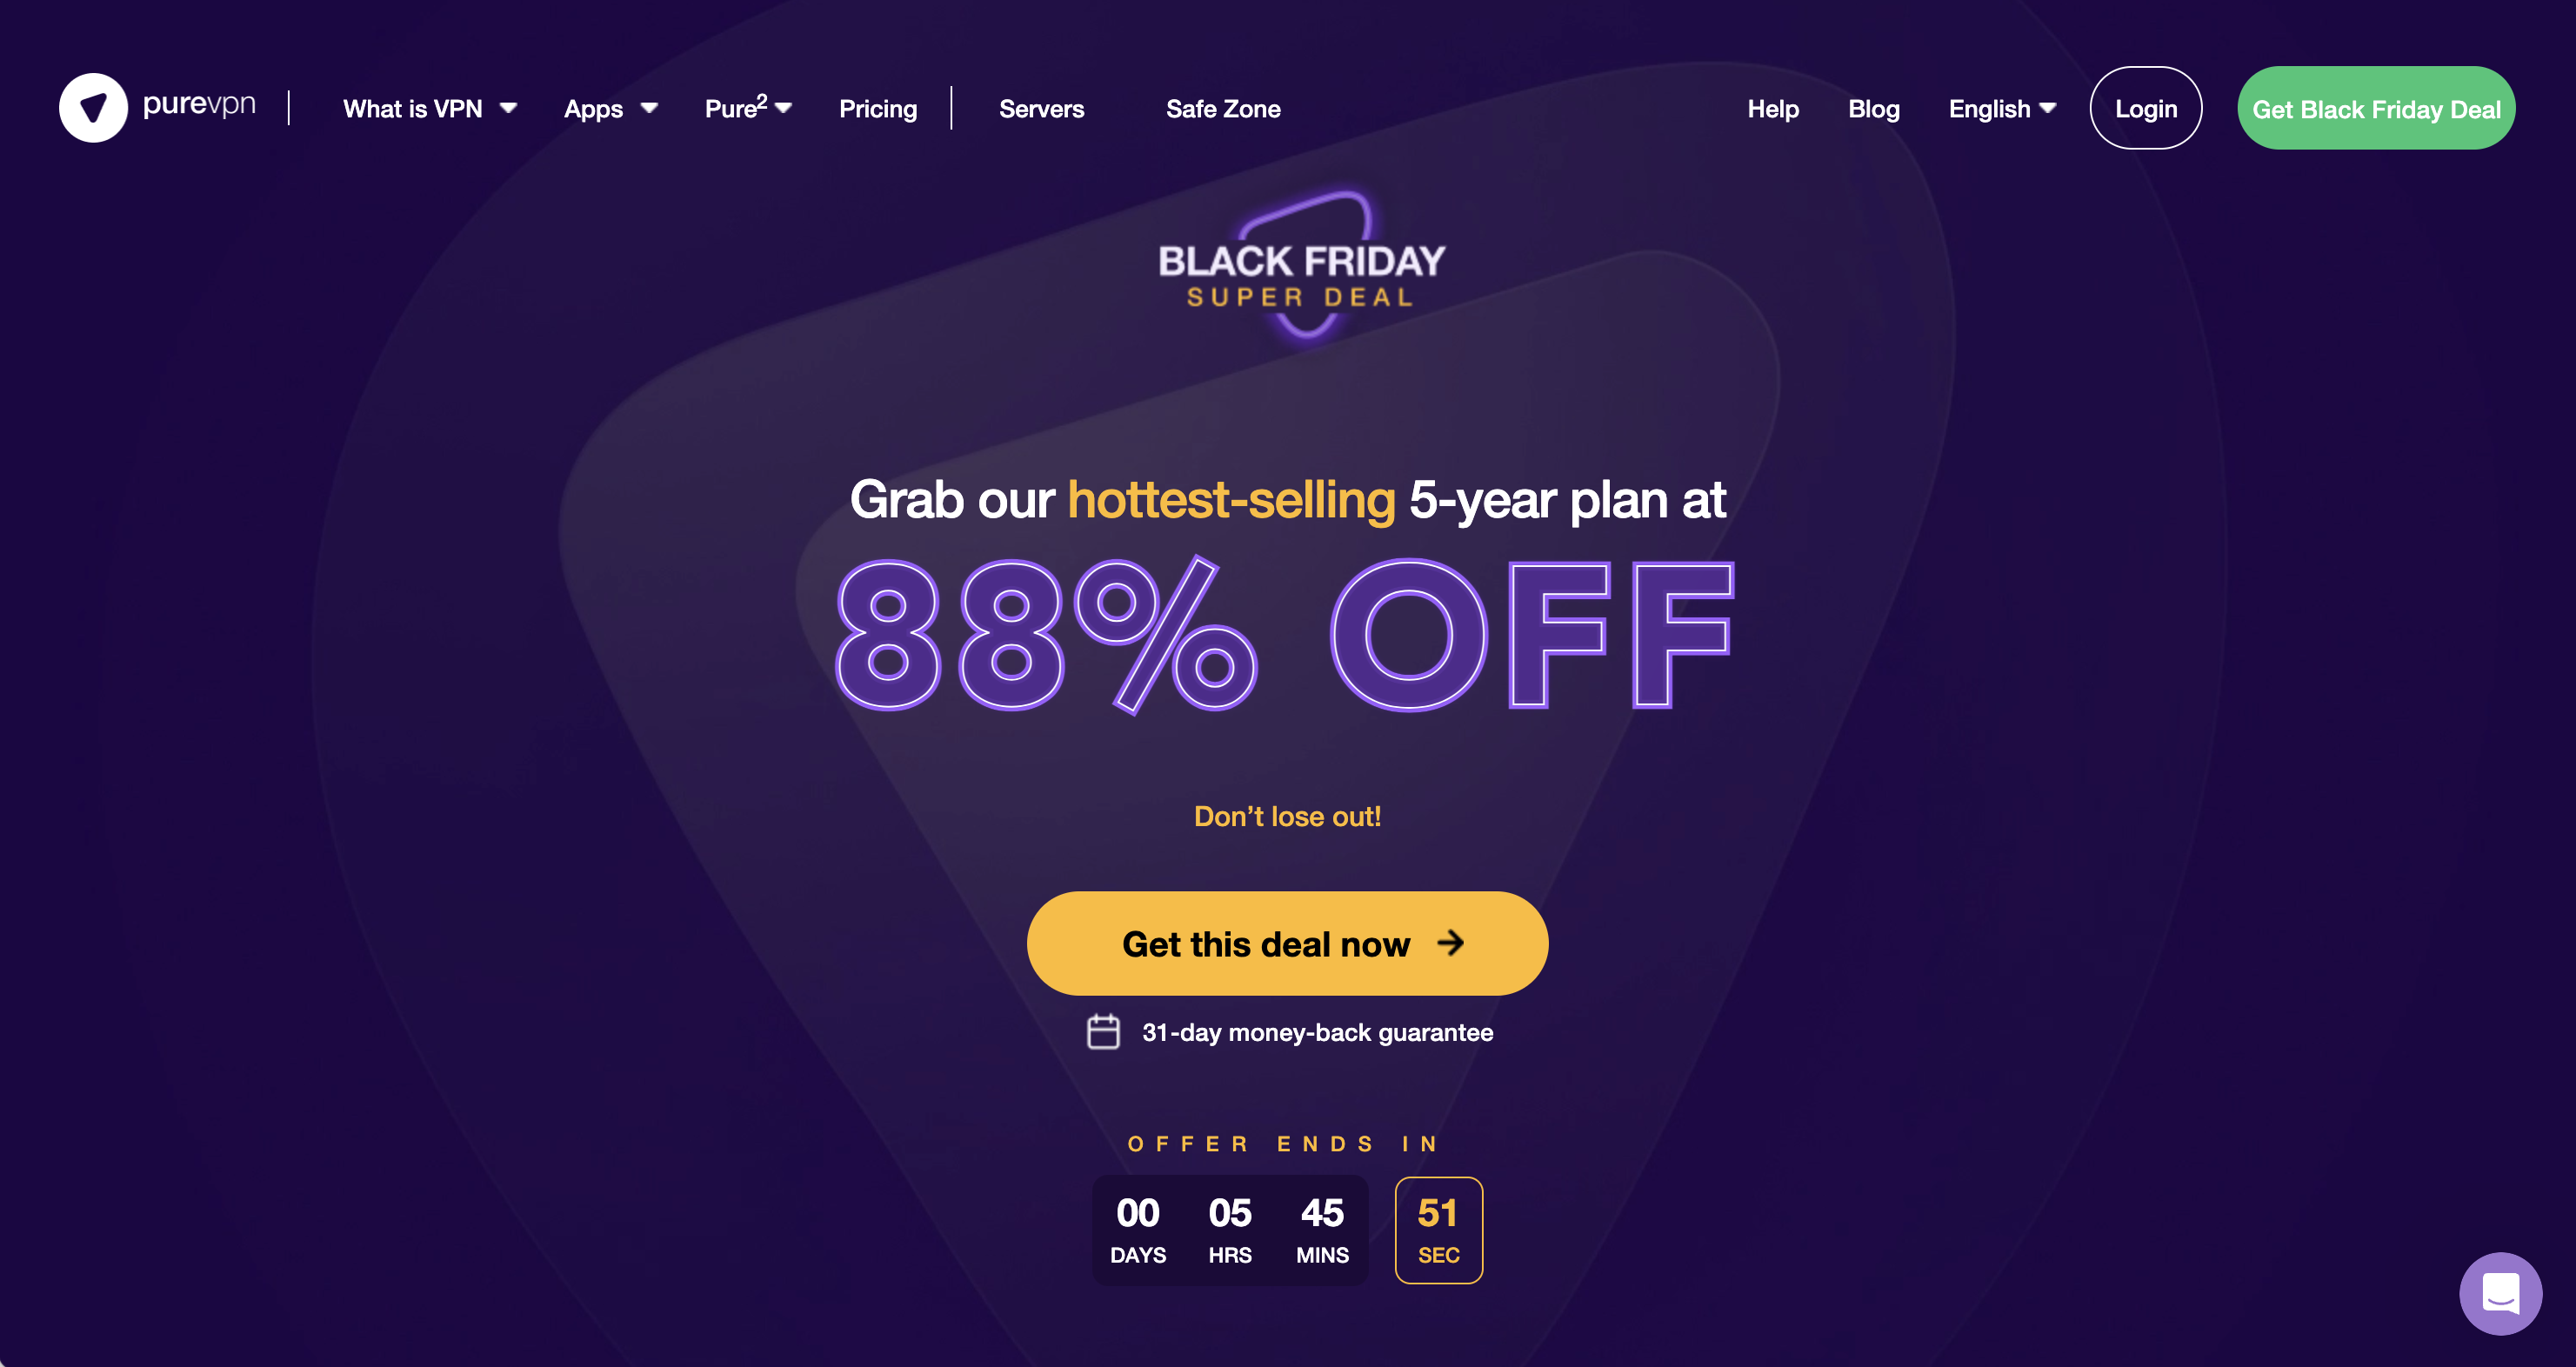 purevpn
What is VPN
Apps
Pure²
Pricing
Servers
Safe Zone
Help
Blog
English
Login
Get Black Friday Deal
BLACK FRIDAY
SUPER DEAL
Grab our hottest-selling 5-year plan at
88% OFF
Don’t lose out!
Get this deal now
31-day money-back guarantee
OFFER ENDS IN
00 05 45 51
DAYS HRS MINS SEC